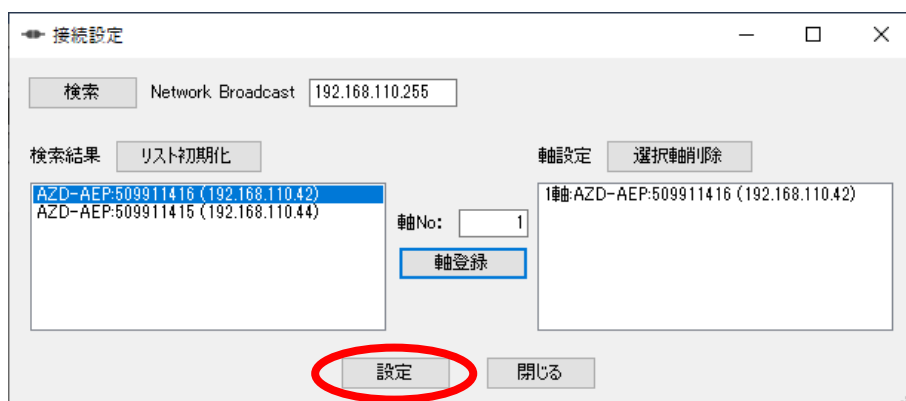 接続設定
検索 Network Broadcast 192.168.110.255
検索結果 リスト初期化
AZD-AEP:509911416 (192.168.110.42)
AZD-AEP:509911415 (192.168.110.44)
軸No: 1
軸登録
軸設定 選択軸削除
1軸:AZD-AEP:509911416 (192.168.110.42)
設定 閉じる